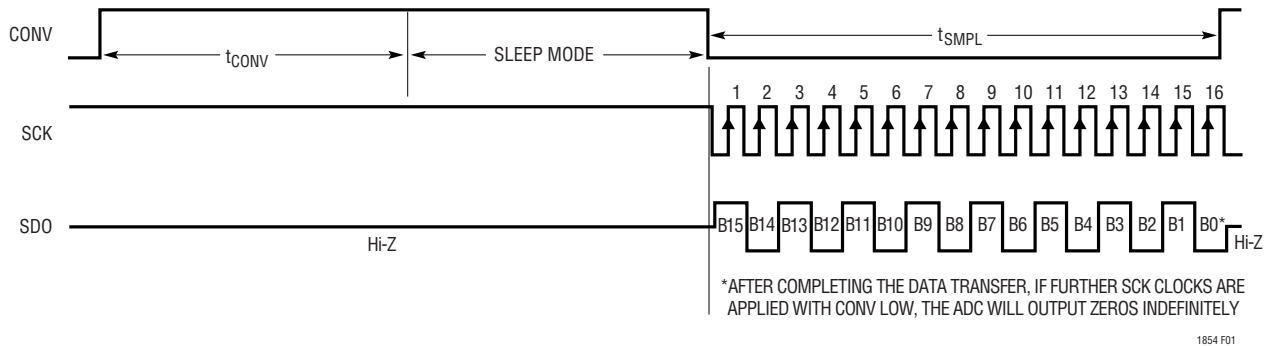 CONV
tCONV
SLEEP MODE
tSMPL
1 2 3 4 5 6 7 8 9 10 11 12 13 14 15 16
SCK
SDO
Hi-Z
B15 B14 B13 B12 B11 B10 B9 B8 B7 B6 B5 B4 B3 B2 B1 B0*
Hi-Z
*AFTER COMPLETING THE DATA TRANSFER, IF FURTHER SCK CLOCKS ARE
APPLIED WITH CONV LOW, THE ADC WILL OUTPUT ZEROS INDEFINITELY
1854 F01